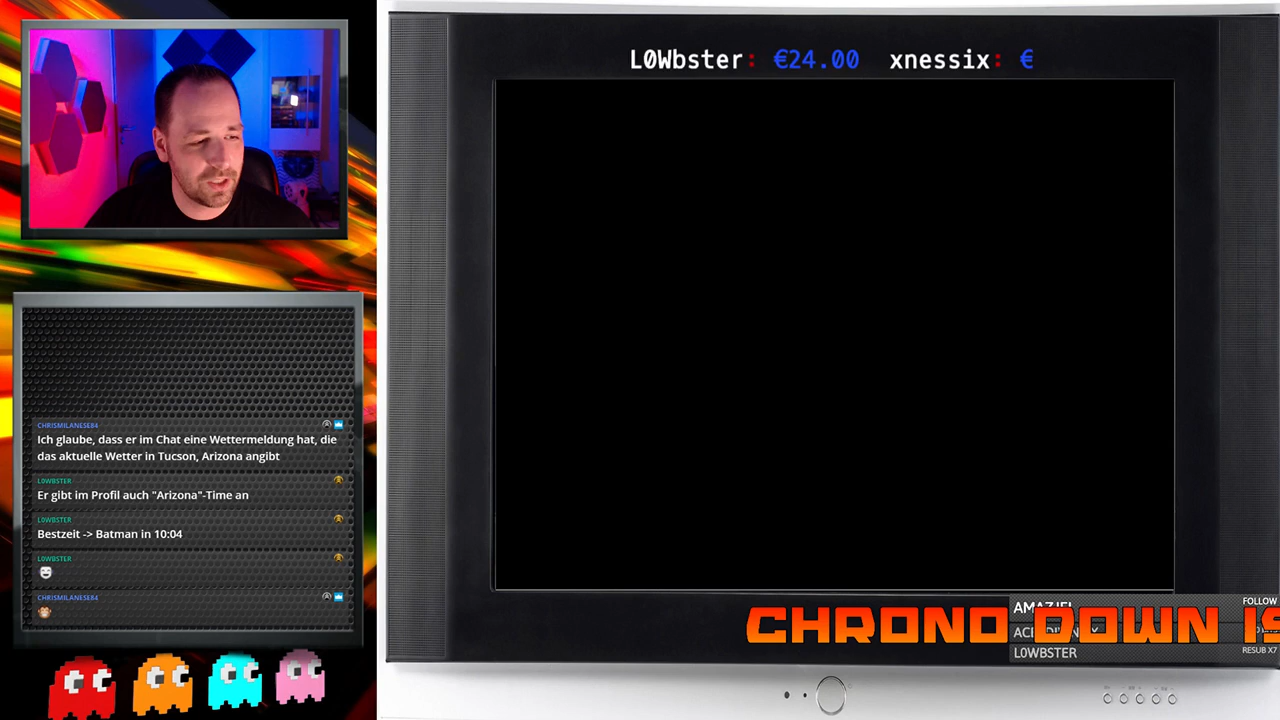 L0Wbster: €24.00 xnessix: €
CHRISMILANESE84
Ich glaube, dass er im Chat eine Wettermeldung hat, die
das aktuelle Wetter in Tucson, Arizona angibt
L0WBSTER
Er gibt im Profil auch "Arizona"-Time an
L0WBSTER
Bestzeit -> Batman in 10:04
L0WBSTER
CHRISMILANESE84
FOLLOW
CHRONO DOWN IS
L0WBSTER
RESUB X7